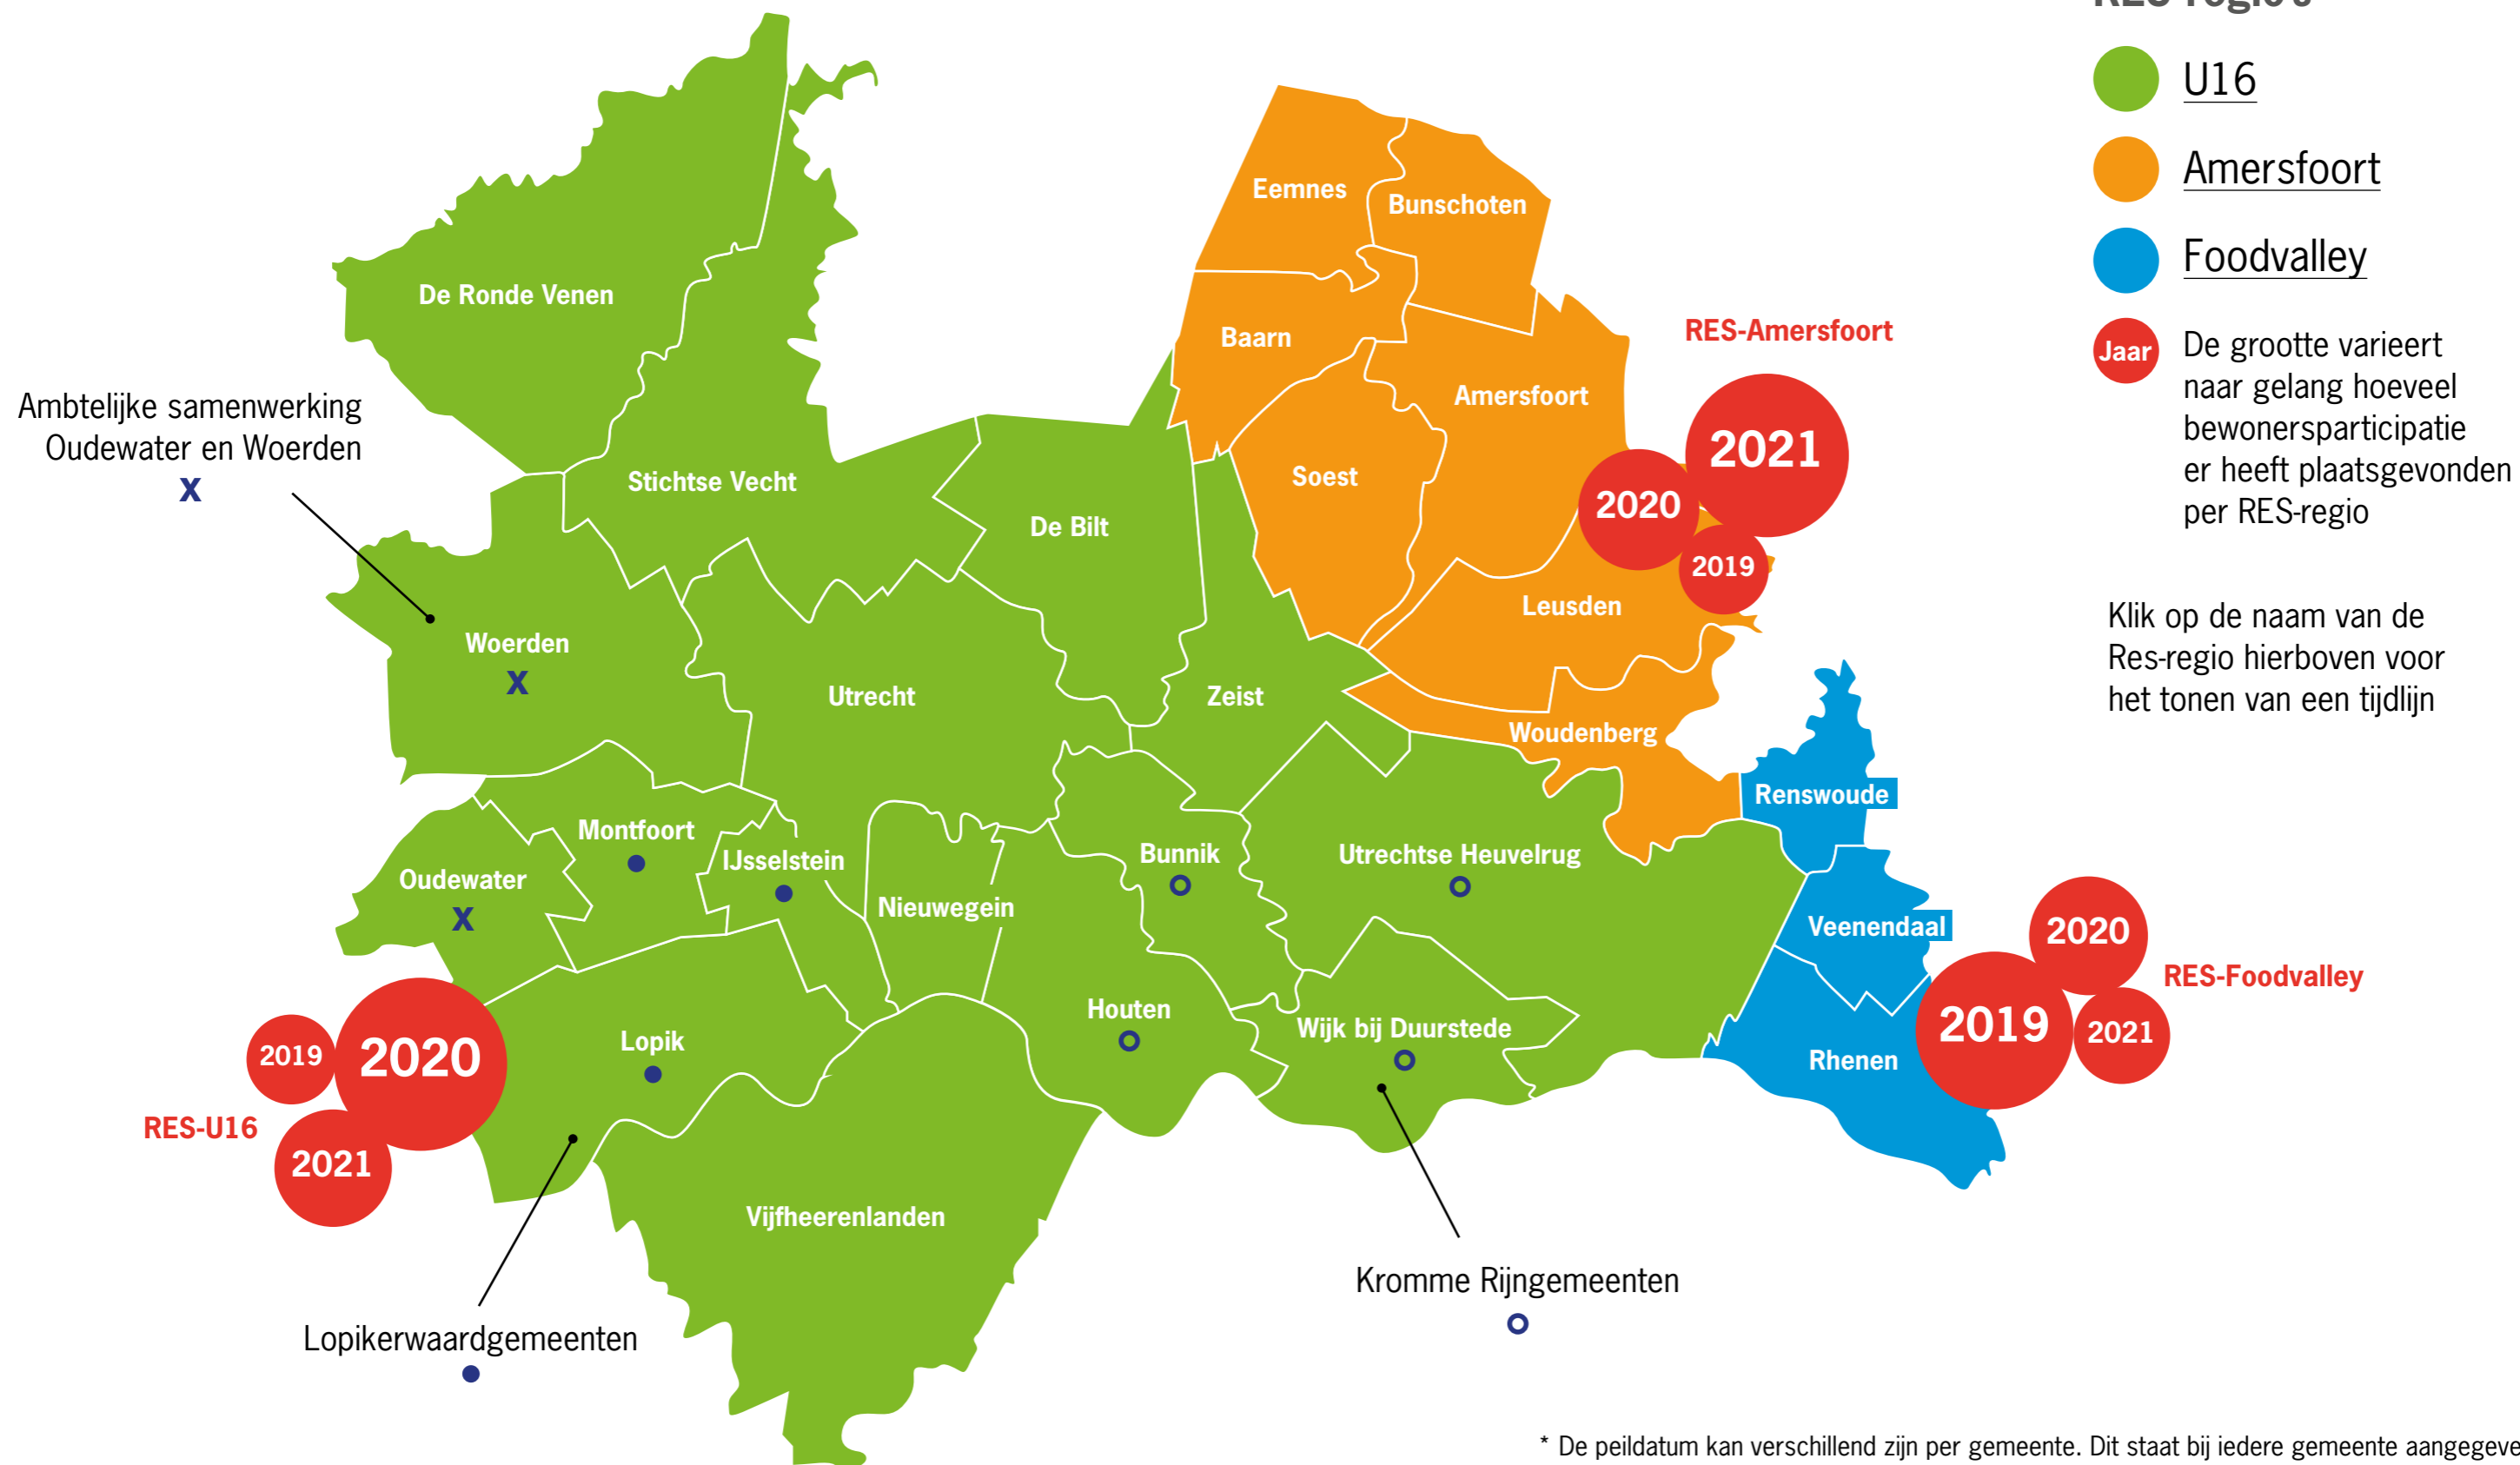 RES-regio's
U16
Amersfoort
Foodvalley
Jaar
De grootte varieert
naar gelang hoeveel
bewonersparticipatie
er heeft plaatsgevonden
per RES-regio
Klik op de naam van de
Res-regio hierboven voor
het tonen van een tijdlijn
Eemnes
Bunschoten
De Ronde Venen
Baarn
RES-Amersfoort
Amersfoort
Ambtelijke samenwerking
Oudewater en Woerden
x
2021
Soest
Stichtse Vecht
2020
De Bilt
2019
Leusden
Woerden
x
Utrecht
Zeist
Woudenberg
Renswoude
Montfoort
IJsselstein
Bunnik
Utrechtse Heuvelrug
Oudewater
x
Nieuwegein
Veenendaal
2020
RES-Foodvalley
2019
2021
Houten
Wijk bij Duurstede
Lopik
Rhenen
2019
2020
RES-U16
2021
Vijfheerenlanden
Kromme Rijngemeenten
Lopikerwaardgemeenten
* De peildatum kan verschillend zijn per gemeente. Dit staat bij iedere gemeente